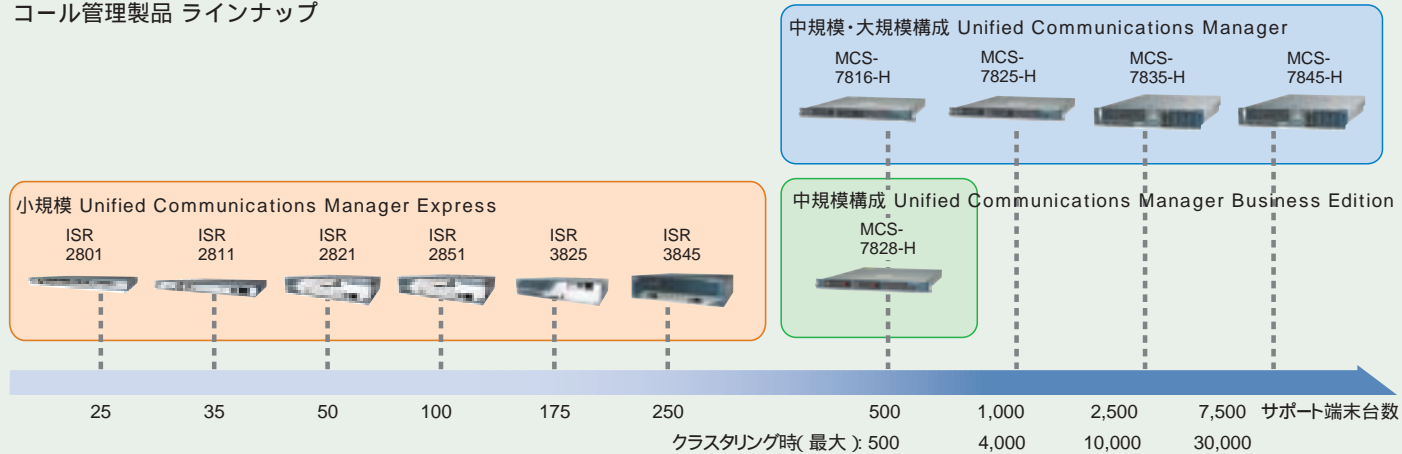 コール管理製品 ラインナップ
中規模・大規模構成 Unified Communications Manager
MCS-
7816-H
MCS-
7825-H
MCS-
7835-H
MCS-
7845-H
小規模 Unified Communications Manager Express
ISR
2801
ISR
2811
ISR
2821
ISR
2851
ISR
3825
ISR
3845
中規模構成 Unified Communications Manager Business Edition
MCS-
7828-H
25 35 50 100 175 250 500 1,000 2,500 7,500 サポート端末台数
クラスタリング時( 最大 ): 500 4,000 10,000 30,000